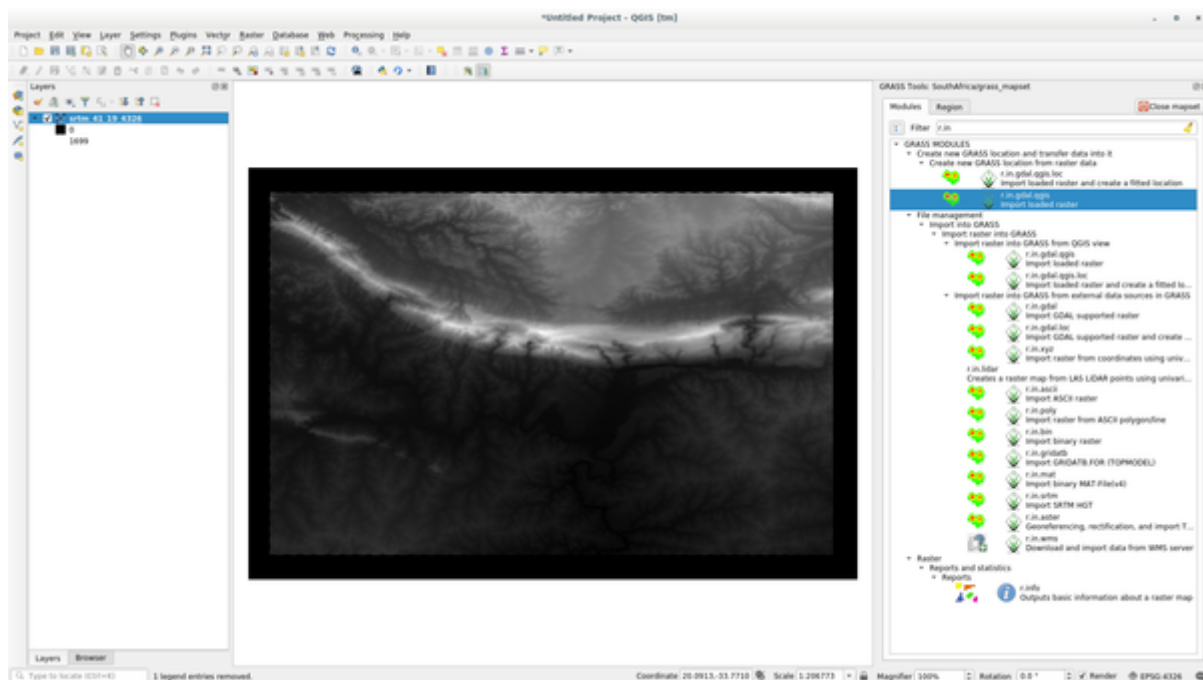 *Untitled Project - QGIS [tm]
Project Edit View Layer Settings Plugins Vector Raster Database Web Processing Help
Layers
srtm_41_19_4326
0
1699
Layers Browser
GRASS Tools: SouthAfrica/grass_mapset
Modules Region Close mapset
Filter r.in
GRASS MODULES
Create new GRASS location and transfer data into it
Create new GRASS location from raster data
r.in.gdal.qgis.loc
Import loaded raster and create a fitted location
r.in.gdal.qgis
Import loaded raster
File management
Import into GRASS
Import raster into GRASS
Import raster into GRASS from QGIS view
r.in.gdal.qgis
Import loaded raster
r.in.gdal.qgis.loc
Import loaded raster and create a fitted lo...
Import raster into GRASS from external data sources in GRASS
r.in.gdal
Import GDAL supported raster
r.in.gdal.loc
Import GDAL supported raster and create ...
r.in.xyz
Import raster from coordinates using univ...
r.in.lidar
Creates a raster map from LAS LiDAR points using univari...
r.in.ascii
Import ASCII raster
r.in.poly
Import raster from ASCII polygon/line
r.in.bin
Import binary raster
r.in.gridatb
Import GRIDATB.FOR (TOPMODEL)
r.in.mat
Import binary MAT-File(v4)
r.in.srtm
Import SRTM HGT
r.in.aster
Georeferencing, rectification, and import T...
r.in.wms
Download and import data from WMS server
Raster
Reports and statistics
Reports
r.info
Outputs basic information about a raster map
Type to locate (Ctrl+K) 1 legend entries removed. Coordinate 20.0913,-33.7710 Scale 1:206773 Magnifier 100% Rotation 0.0 ° Render EPSG:4326